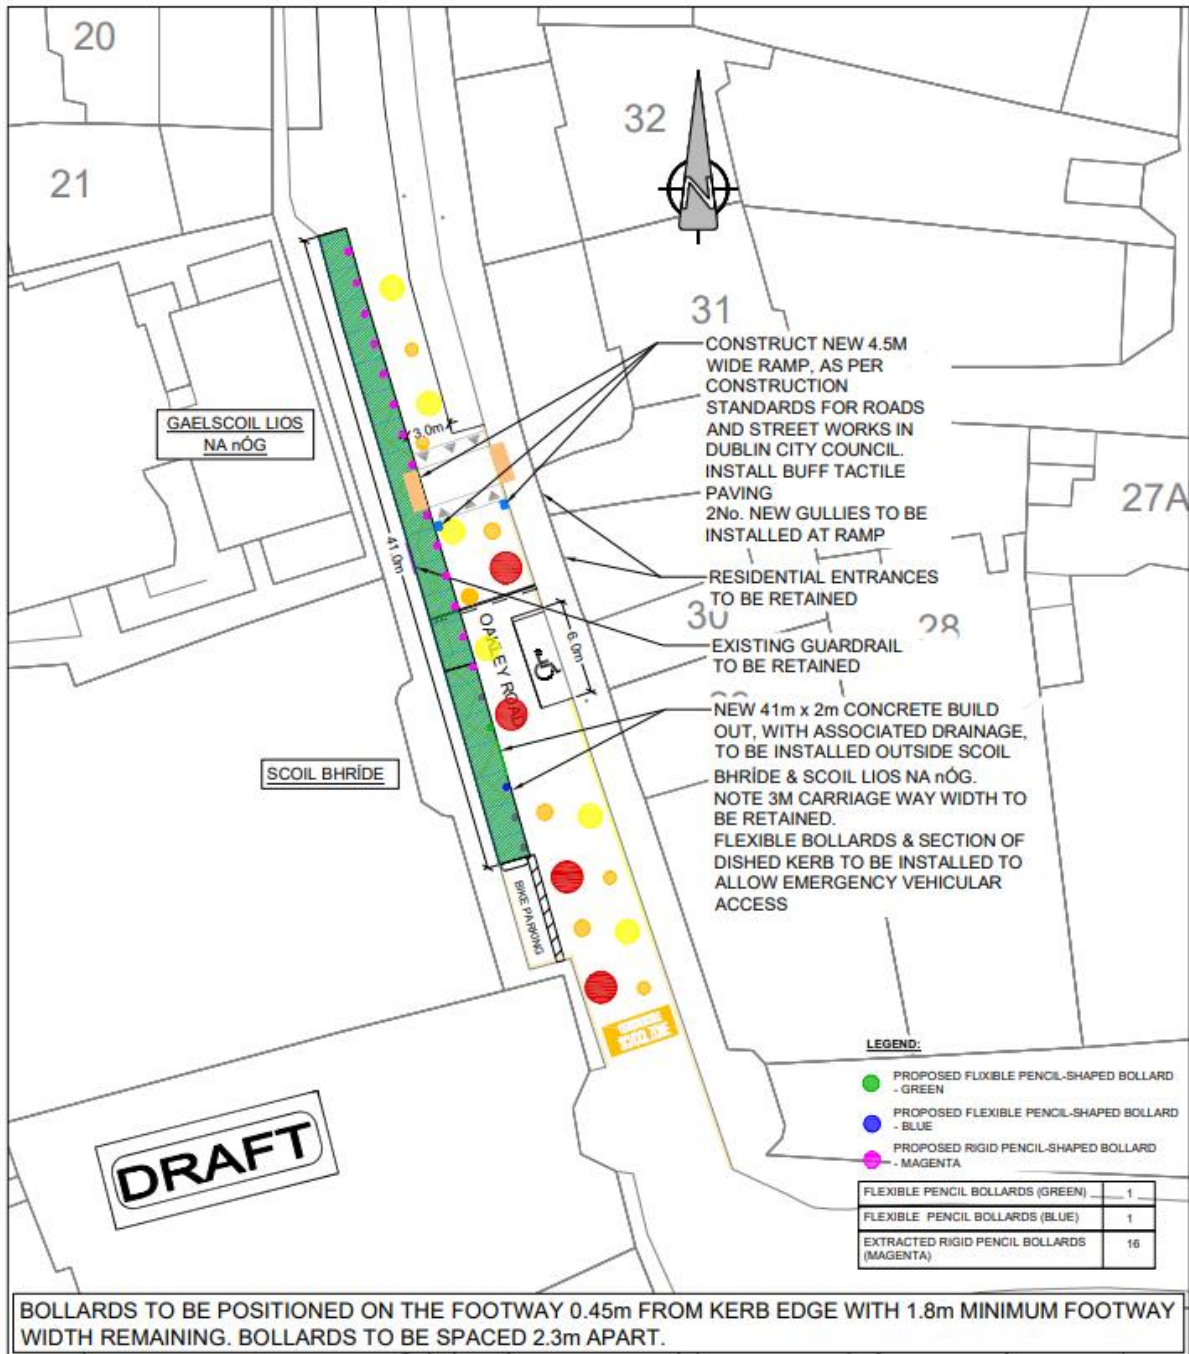 20
32
21
N
31
CONSTRUCT NEW 4.5M
WIDE RAMP, AS PER
CONSTRUCTION
STANDARDS FOR ROADS
AND STREET WORKS IN
DUBLIN CITY COUNCIL.
INSTALL BUFF TACTILE
PAVING
2No. NEW GULLIES TO BE
INSTALLED AT RAMP
GAELSCOIL LIOS
NA nÓG
3.0m
27A
41.0m
RESIDENTIAL ENTRANCES
TO BE RETAINED
30
28
OAKLEY ROAD
6.0m
EXISTING GUARDRAIL
TO BE RETAINED
NEW 41m x 2m CONCRETE BUILD
OUT, WITH ASSOCIATED DRAINAGE,
TO BE INSTALLED OUTSIDE SCOIL
BHRÍDE & SCOIL LIOS NA nÓG.
NOTE 3M CARRIAGE WAY WIDTH TO
BE RETAINED.
FLEXIBLE BOLLARDS & SECTION OF
DISHED KERB TO BE INSTALLED TO
ALLOW EMERGENCY VEHICULAR
ACCESS
SCOIL BHRÍDE
BIKE PARKING
LEGEND:
PROPOSED FLIXIBLE PENCIL-SHAPED BOLLARD
- GREEN
PROPOSED FLEXIBLE PENCIL-SHAPED BOLLARD
- BLUE
PROPOSED RIGID PENCIL-SHAPED BOLLARD
- MAGENTA
DRAFT
FLEXIBLE PENCIL BOLLARDS (GREEN) 1
FLEXIBLE PENCIL BOLLARDS (BLUE) 1
EXTRACTED RIGID PENCIL BOLLARDS 16
(MAGENTA)
BOLLARDS TO BE POSITIONED ON THE FOOTWAY 0.45m FROM KERB EDGE WITH 1.8m MINIMUM FOOTWAY
WIDTH REMAINING. BOLLARDS TO BE SPACED 2.3m APART.